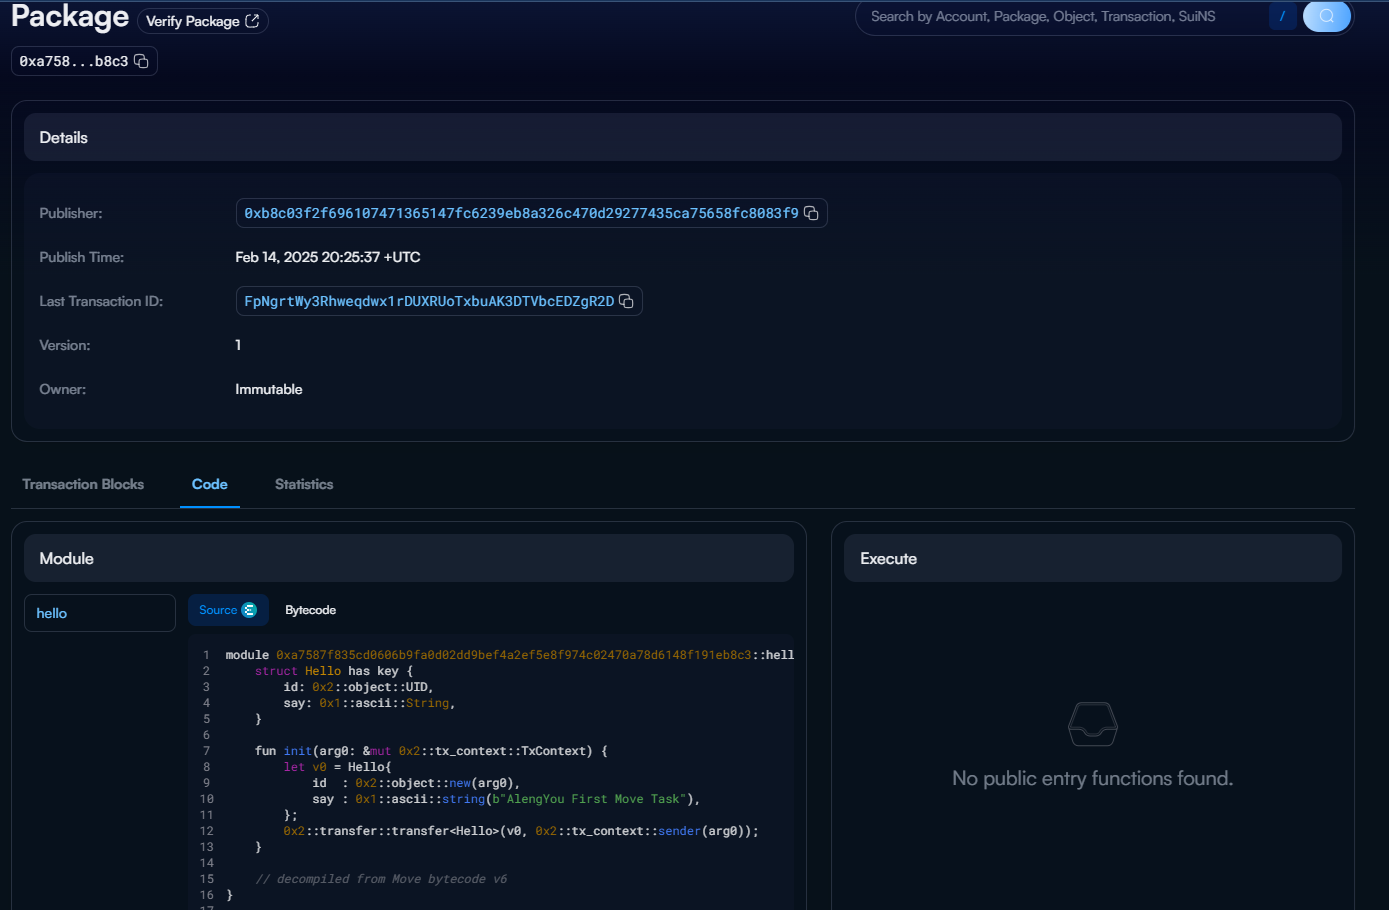 Package
Verify Package
Search by Account, Package, Object, Transaction, SuiNS
/
0xa758...b8c3
Details
Publisher:
0xb8c03f2f696107471365147fc6239eb8a326c470d29277435ca75658fc8083f9
Publish Time:
Feb 14, 2025 20:25:37 +UTC
Last Transaction ID:
FpNgrtWy3Rhweqdwx1rDUXRUoTxbuAK3DTVbcEDZgR2D
Version:
1
Owner:
Immutable
Transaction Blocks
Code
Statistics
Module
hello
Source
Bytecode
1 module 0xa7587f835cd0606b9fa0d02dd9bef4a2ef5e8f974c02470a78d6148f191eb8c3::hell
2     struct Hello has key {
3         id: 0x2::object::UID,
4         say: 0x1::ascii::String,
5     }
6
7     fun init(arg0: &mut 0x2::tx_context::TxContext) {
8         let v0 = Hello{
9             id  : 0x2::object::new(arg0),
10             say : 0x1::ascii::string(b"AlengYou First Move Task"),
11         };
12         0x2::transfer::transfer<Hello>(v0, 0x2::tx_context::sender(arg0));
13     }
14
15     // decompiled from Move bytecode v6
16 }
17
Execute
No public entry functions found.